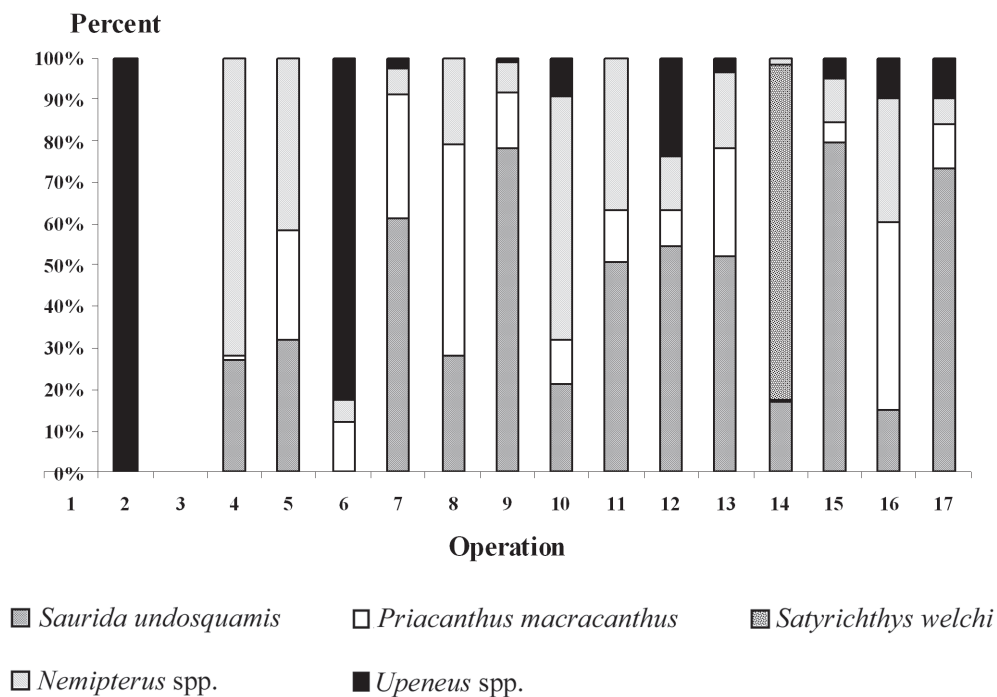 Percent
100%
90%
80%
70%
60%
50%
40%
30%
20%
10%
0%
1 2 3 4 5 6 7 8 9 10 11 12 13 14 15 16 17
Operation
Saurida undosquamis Priacanthus macracanthus Satyrichthys welchi
Nemipterus spp. Upeneus spp.